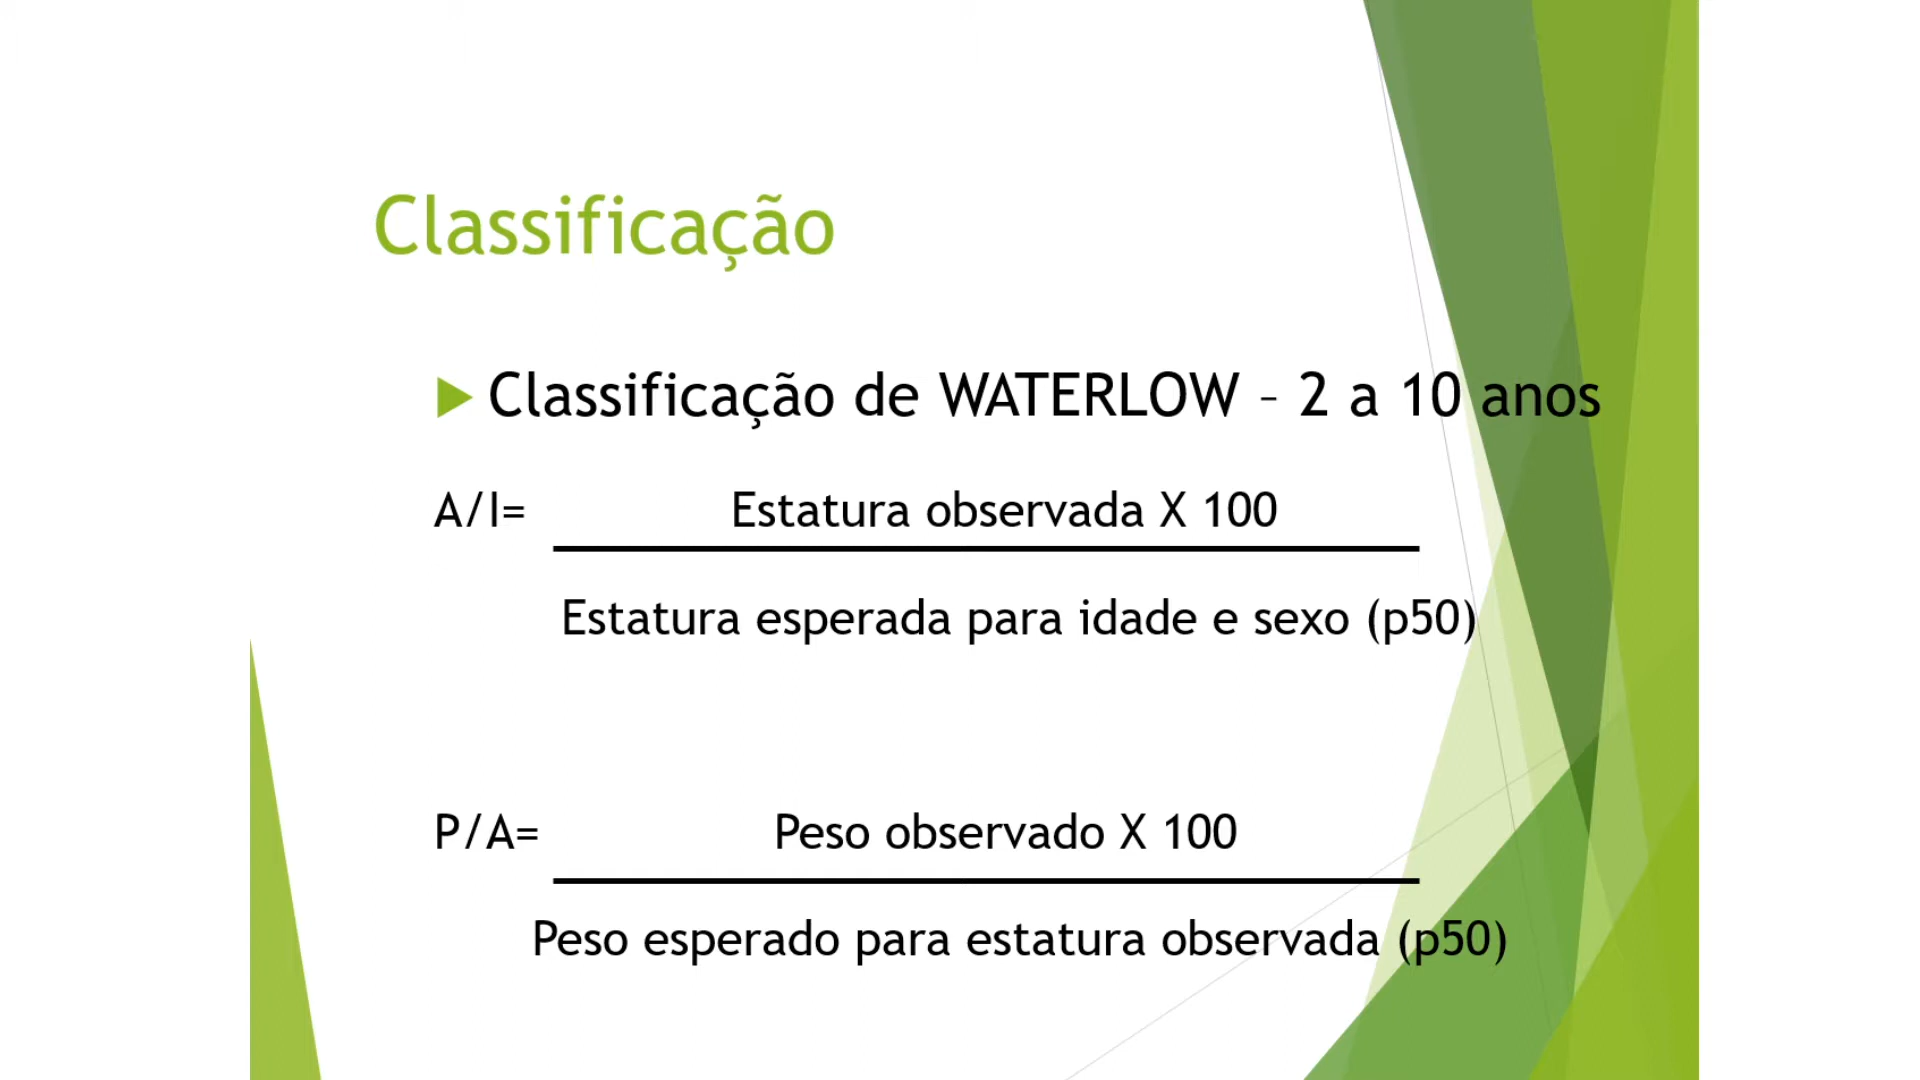 Classificação
Classificação de WATERLOW – 2 a 10 anos
A/I= Estatura observada X 100
Estatura esperada para idade e sexo (p50)
P/A= Peso observado X 100
Peso esperado para estatura observada (p50)